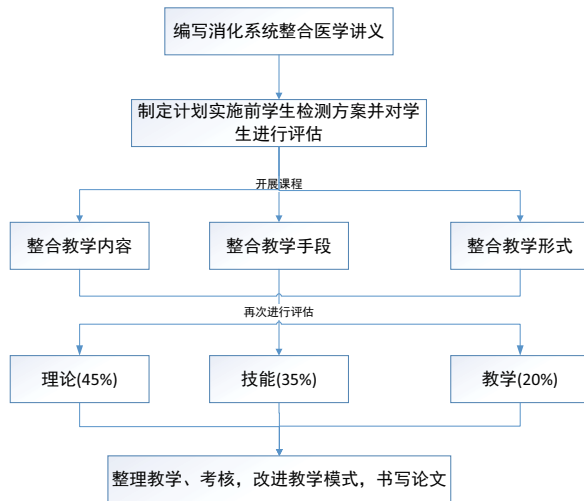 编写消化系统整合医学讲义
制定计划实施前学生检测方案并对学
生进行评估
开展课程
整合教学内容
整合教学手段
整合教学形式
再次进行评估
理论(45%)
技能(35%)
教学(20%)
整理教学、考核，改进教学模式，书写论文